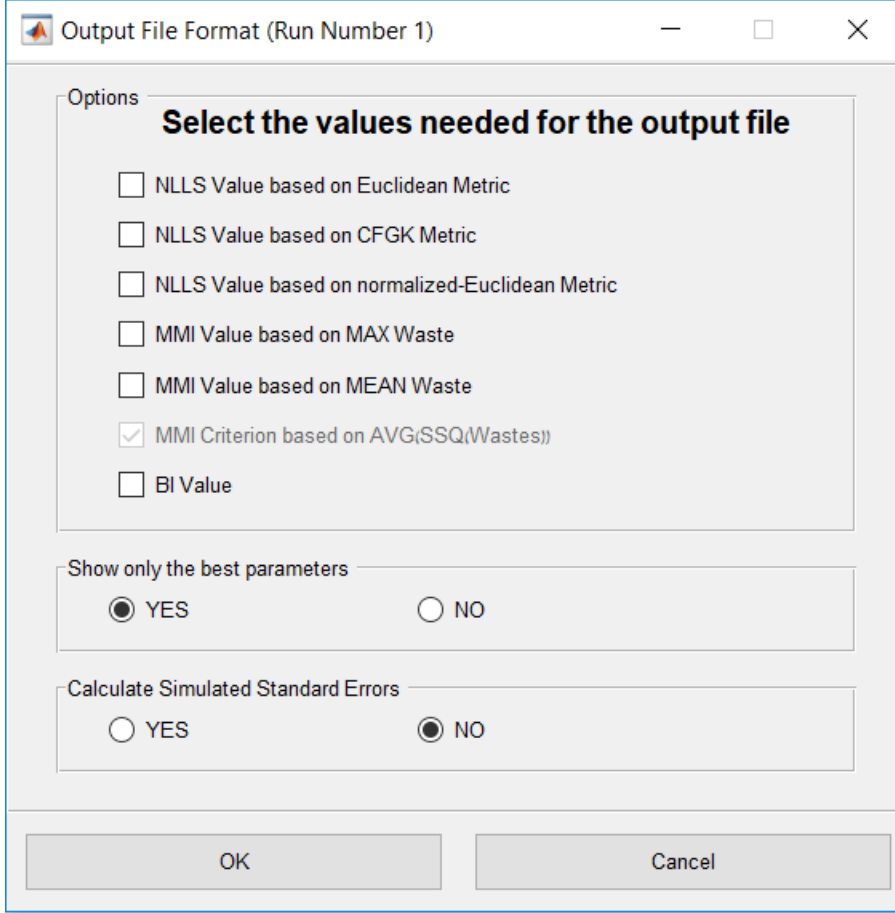 Output File Format (Run Number 1)
Options
Select the values needed for the output file
NLLS Value based on Euclidean Metric
NLLS Value based on CFGK Metric
NLLS Value based on normalized-Euclidean Metric
MMI Value based on MAX Waste
MMI Value based on MEAN Waste
MMI Criterion based on AVG(SSQ(Wastes))
BI Value
Show only the best parameters
YES NO
Calculate Simulated Standard Errors
YES NO
OK Cancel